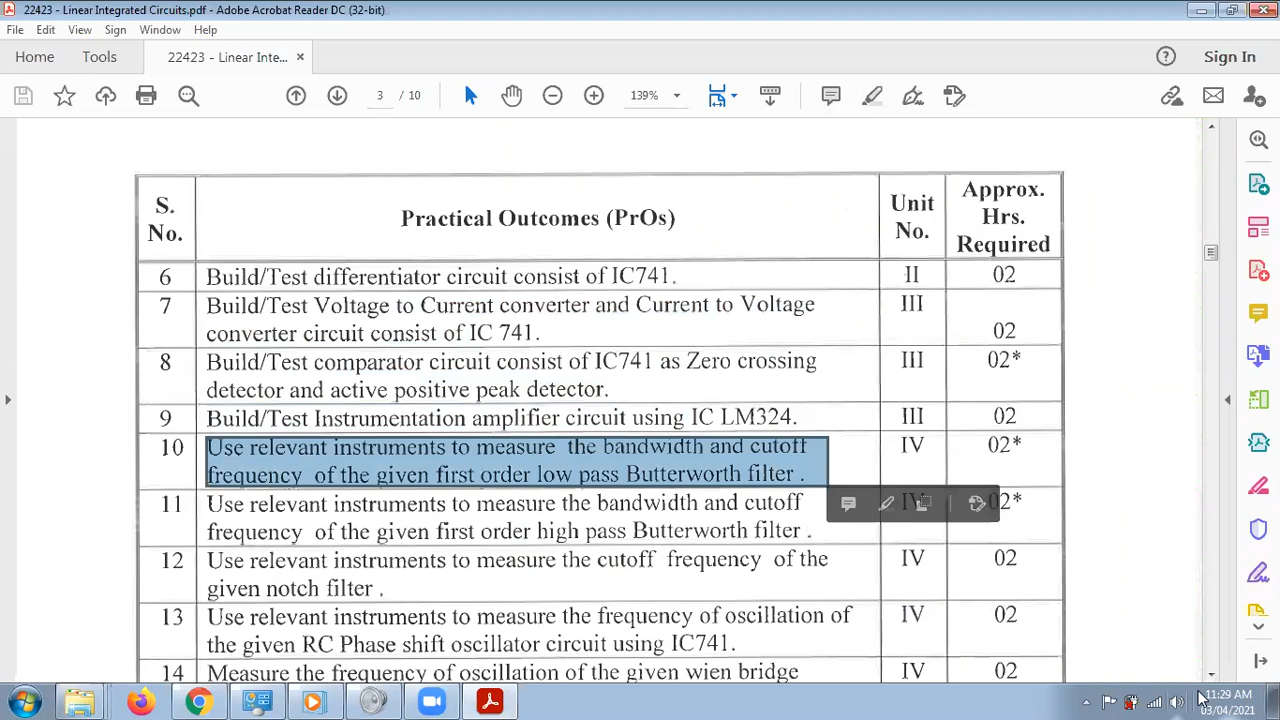 22423 - Linear Integrated Circuits.pdf - Adobe Acrobat Reader DC (32-bit)
File Edit View Sign Window Help
Home Tools 22423 - Linear Inte... × Sign In
3 / 10 139%
S. No. Practical Outcomes (PrOs) Unit No. Approx. Hrs. Required
6 Build/Test differentiator circuit consist of IC741. II 02
7 Build/Test Voltage to Current converter and Current to Voltage III
converter circuit consist of IC 741. 02
8 Build/Test comparator circuit consist of IC741 as Zero crossing III 02*
detector and active positive peak detector.
9 Build/Test Instrumentation amplifier circuit using IC LM324. III 02
10 Use relevant instruments to measure the bandwidth and cutoff IV 02*
frequency of the given first order low pass Butterworth filter .
11 Use relevant instruments to measure the bandwidth and cutoff IV 02*
frequency of the given first order high pass Butterworth filter .
12 Use relevant instruments to measure the cutoff frequency of the IV 02
given notch filter .
13 Use relevant instruments to measure the frequency of oscillation of IV 02
the given RC Phase shift oscillator circuit using IC741.
14 Measure the frequency of oscillation of the given wien bridge IV 02
11:29 AM
03/04/2021